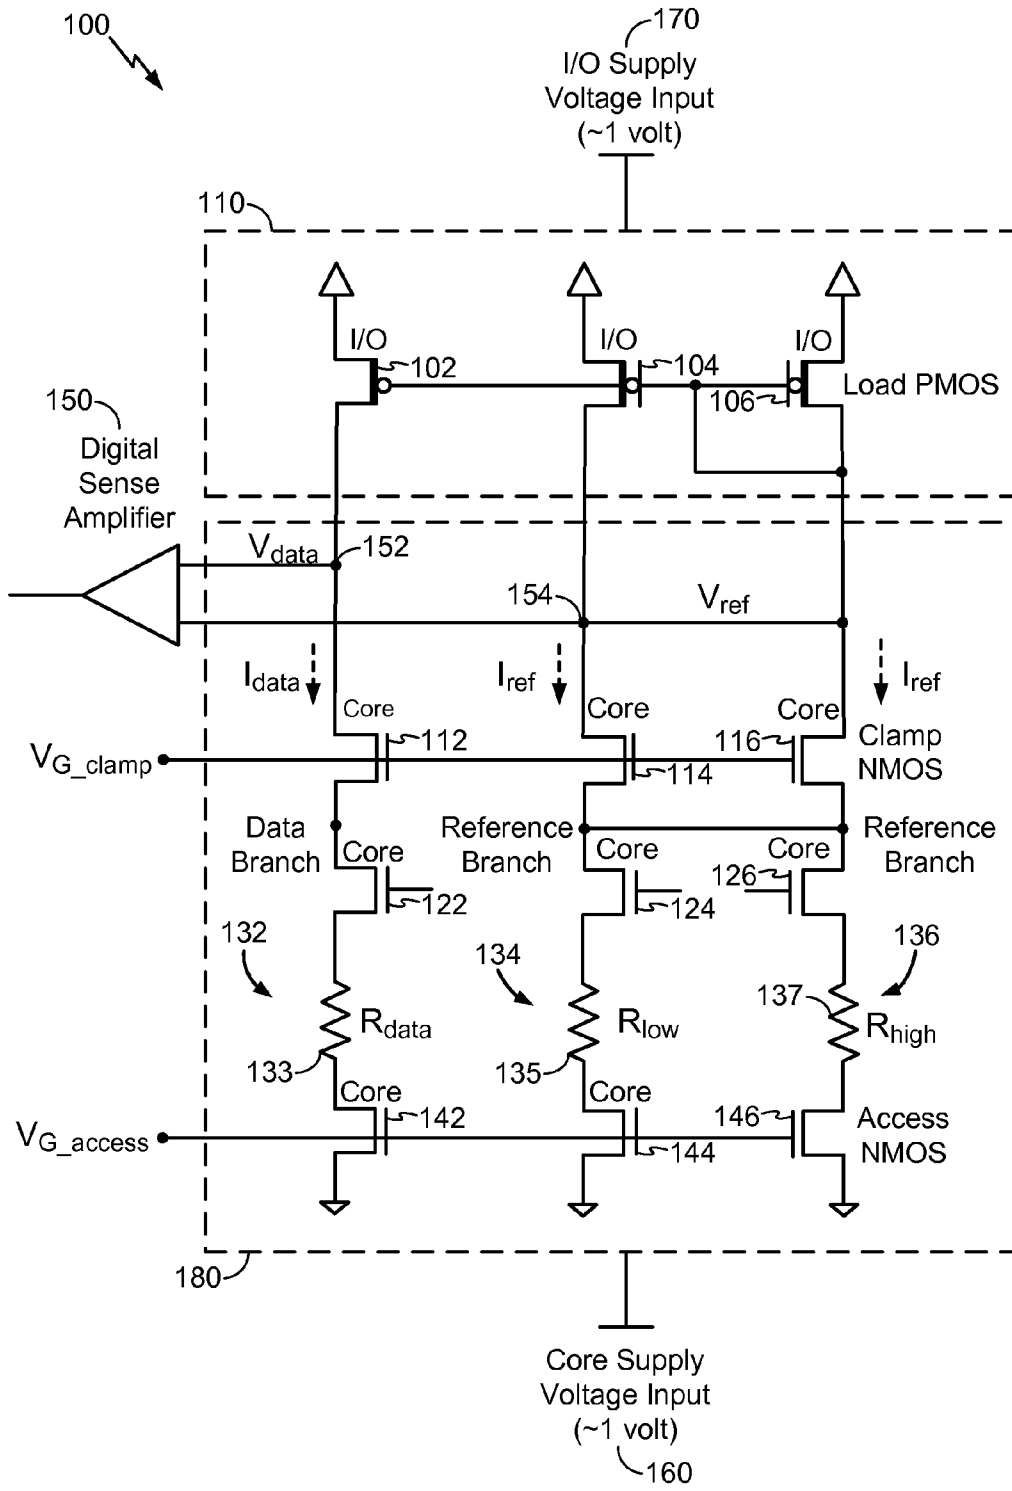 100
170
I/O Supply
Voltage Input
(~1 volt)
110
I/O
I/O
I/O
102
104
106
Load PMOS
150
Digital
Sense
Amplifier
Vdata
152
154
Vref
Idata
Iref
Iref
Core
Core
Core
VG_clamp
112
114
116
Clamp
NMOS
Data
Branch
Reference
Branch
Reference
Branch
Core
Core
Core
122
124
126
132
134
136
133
Rdata
135
Rlow
137
Rhigh
Core
Core
VG_access
142
144
146
Access
NMOS
180
Core Supply
Voltage Input
(~1 volt)
160